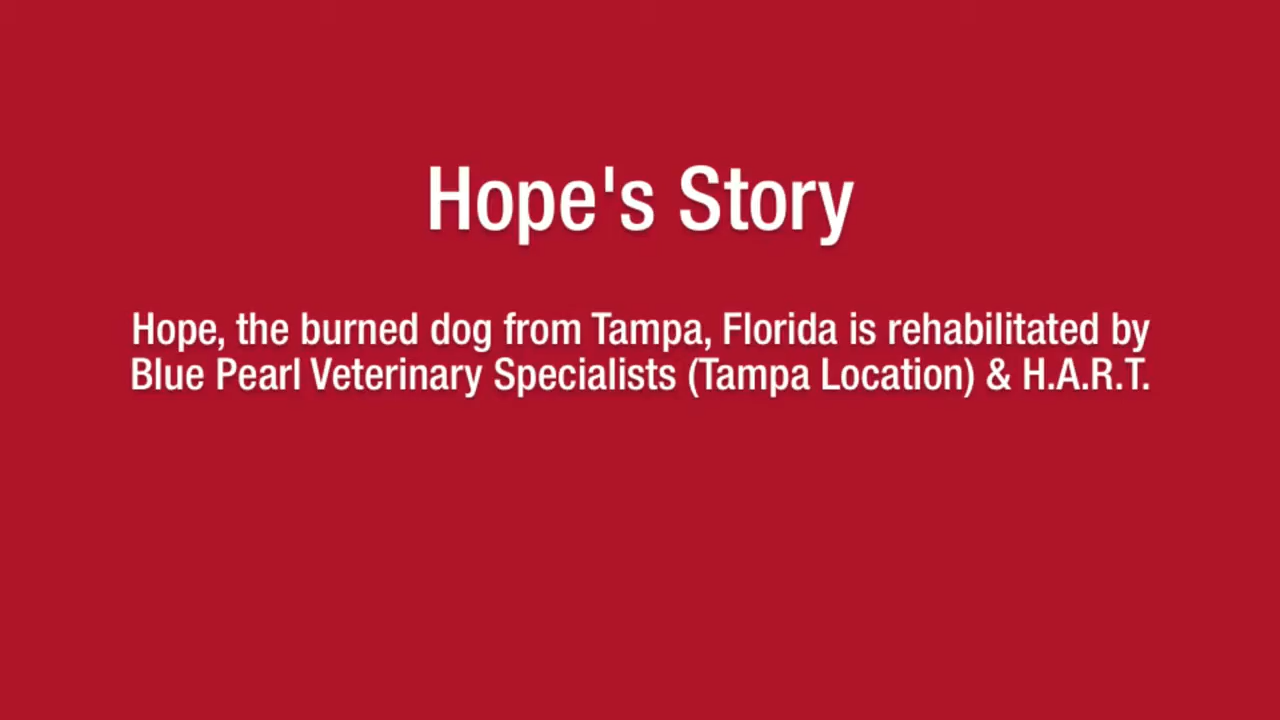 Hope's Story
Hope, the burned dog from Tampa, Florida is rehabilitated by
Blue Pearl Veterinary Specialists (Tampa Location) & H.A.R.T.